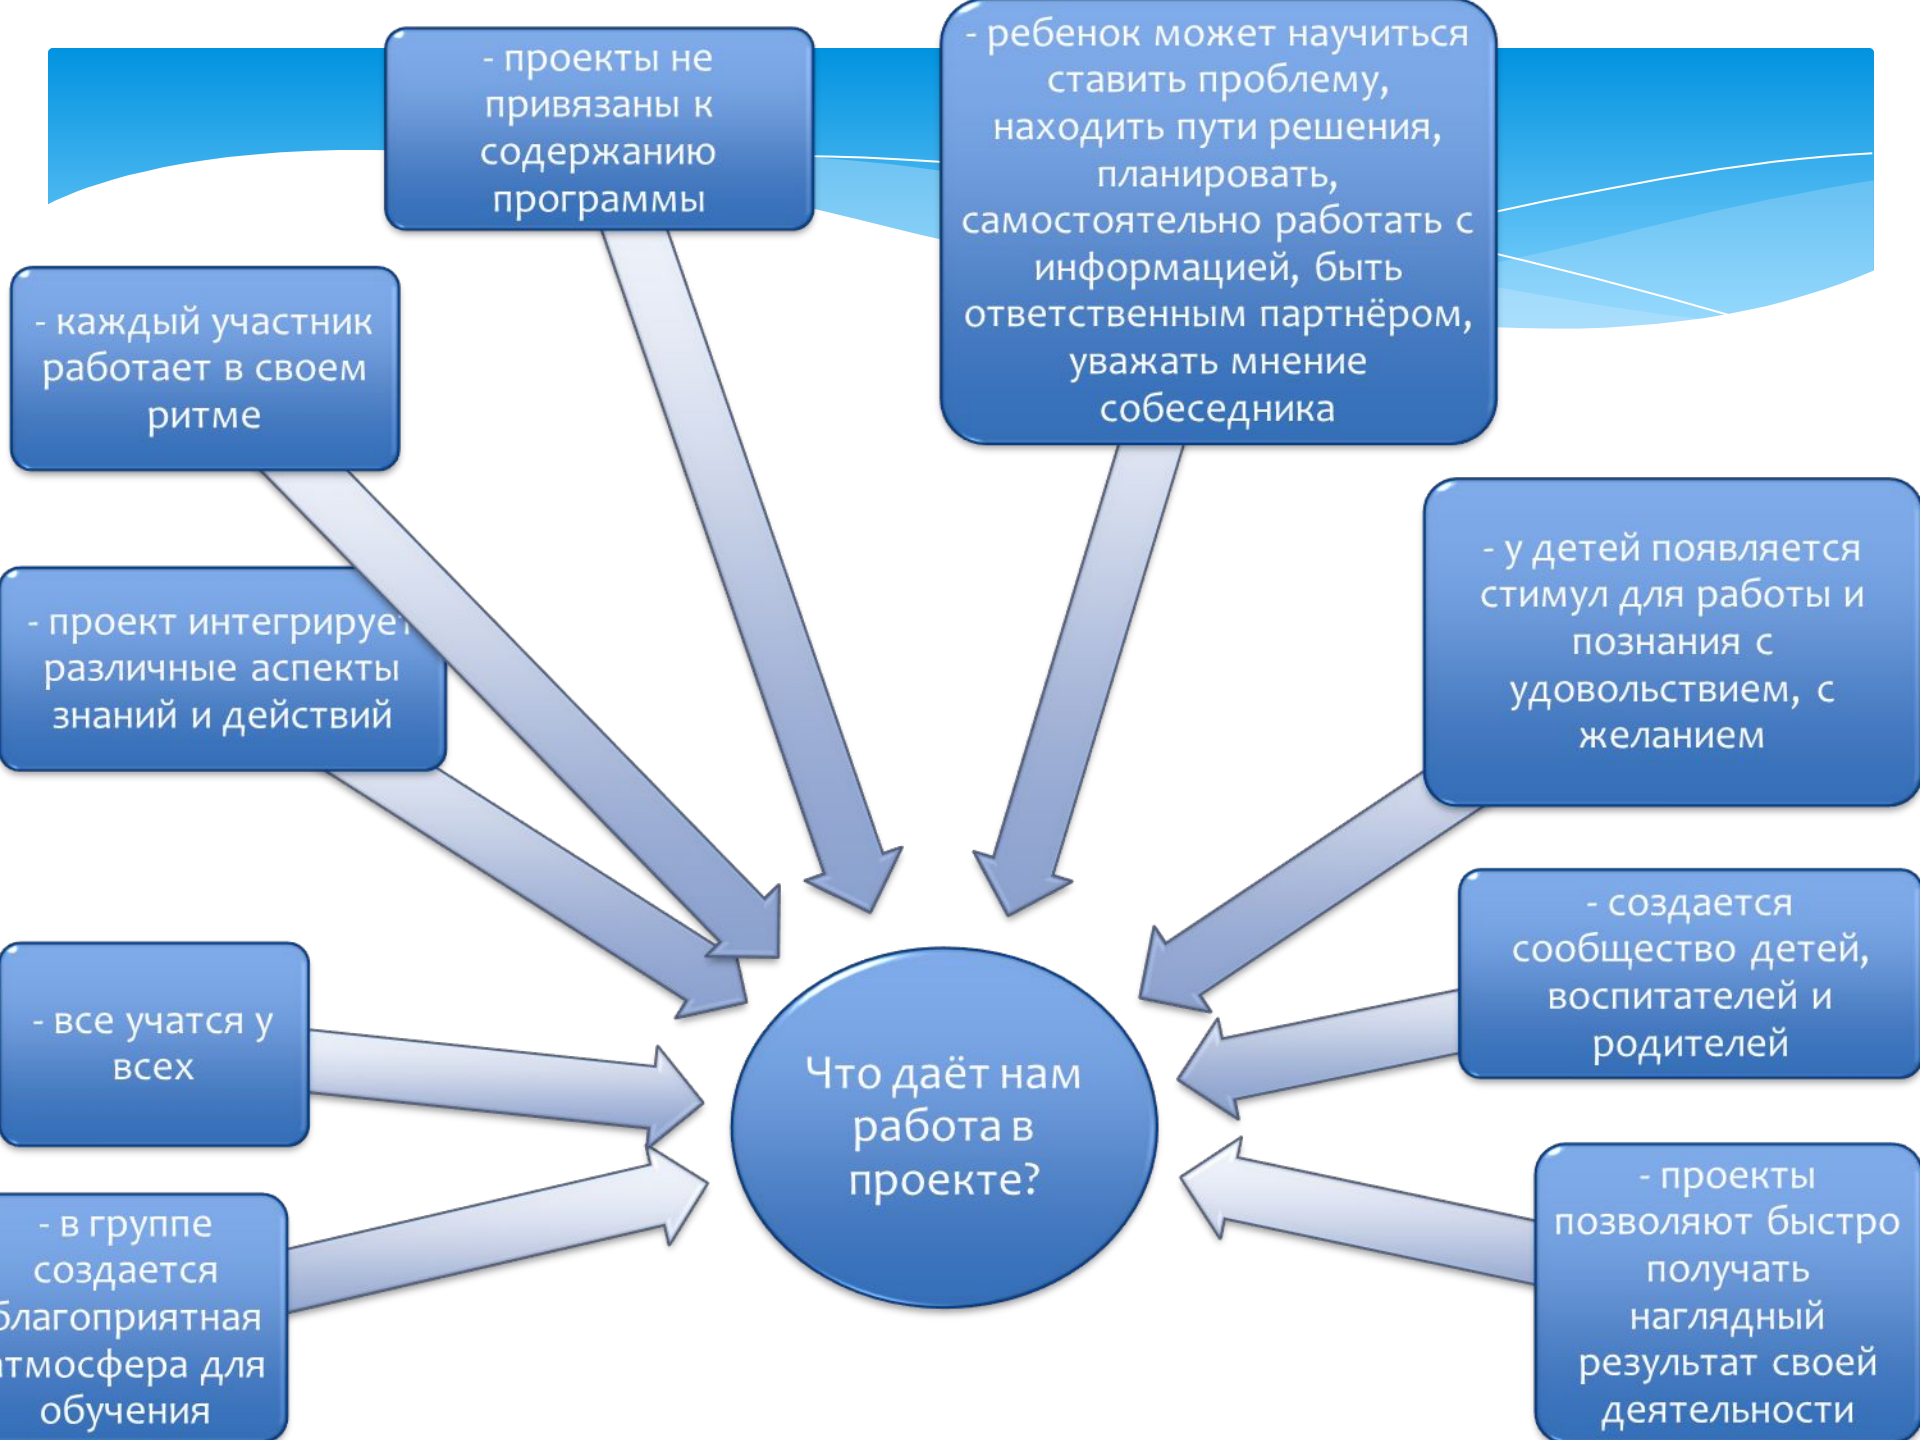 - проекты не
привязаны к
содержанию
программы
- ребенок может научиться
ставить проблему,
находить пути решения,
планировать,
самостоятельно работать с
информацией, быть
ответственным партнёром,
уважать мнение
собеседника
- каждый участник
работает в своем
ритме
- у детей появляется
стимул для работы и
познания с
удовольствием, с
желанием
- проект интегрирует
различные аспекты
знаний и действий
- создается
сообщество детей,
воспитателей и
родителей
- все учатся у
всех
Что даёт нам
работа в
проекте?
- проекты
позволяют быстро
получать
наглядный
результат своей
деятельности
- в группе
создается
благоприятная
атмосфера для
обучения